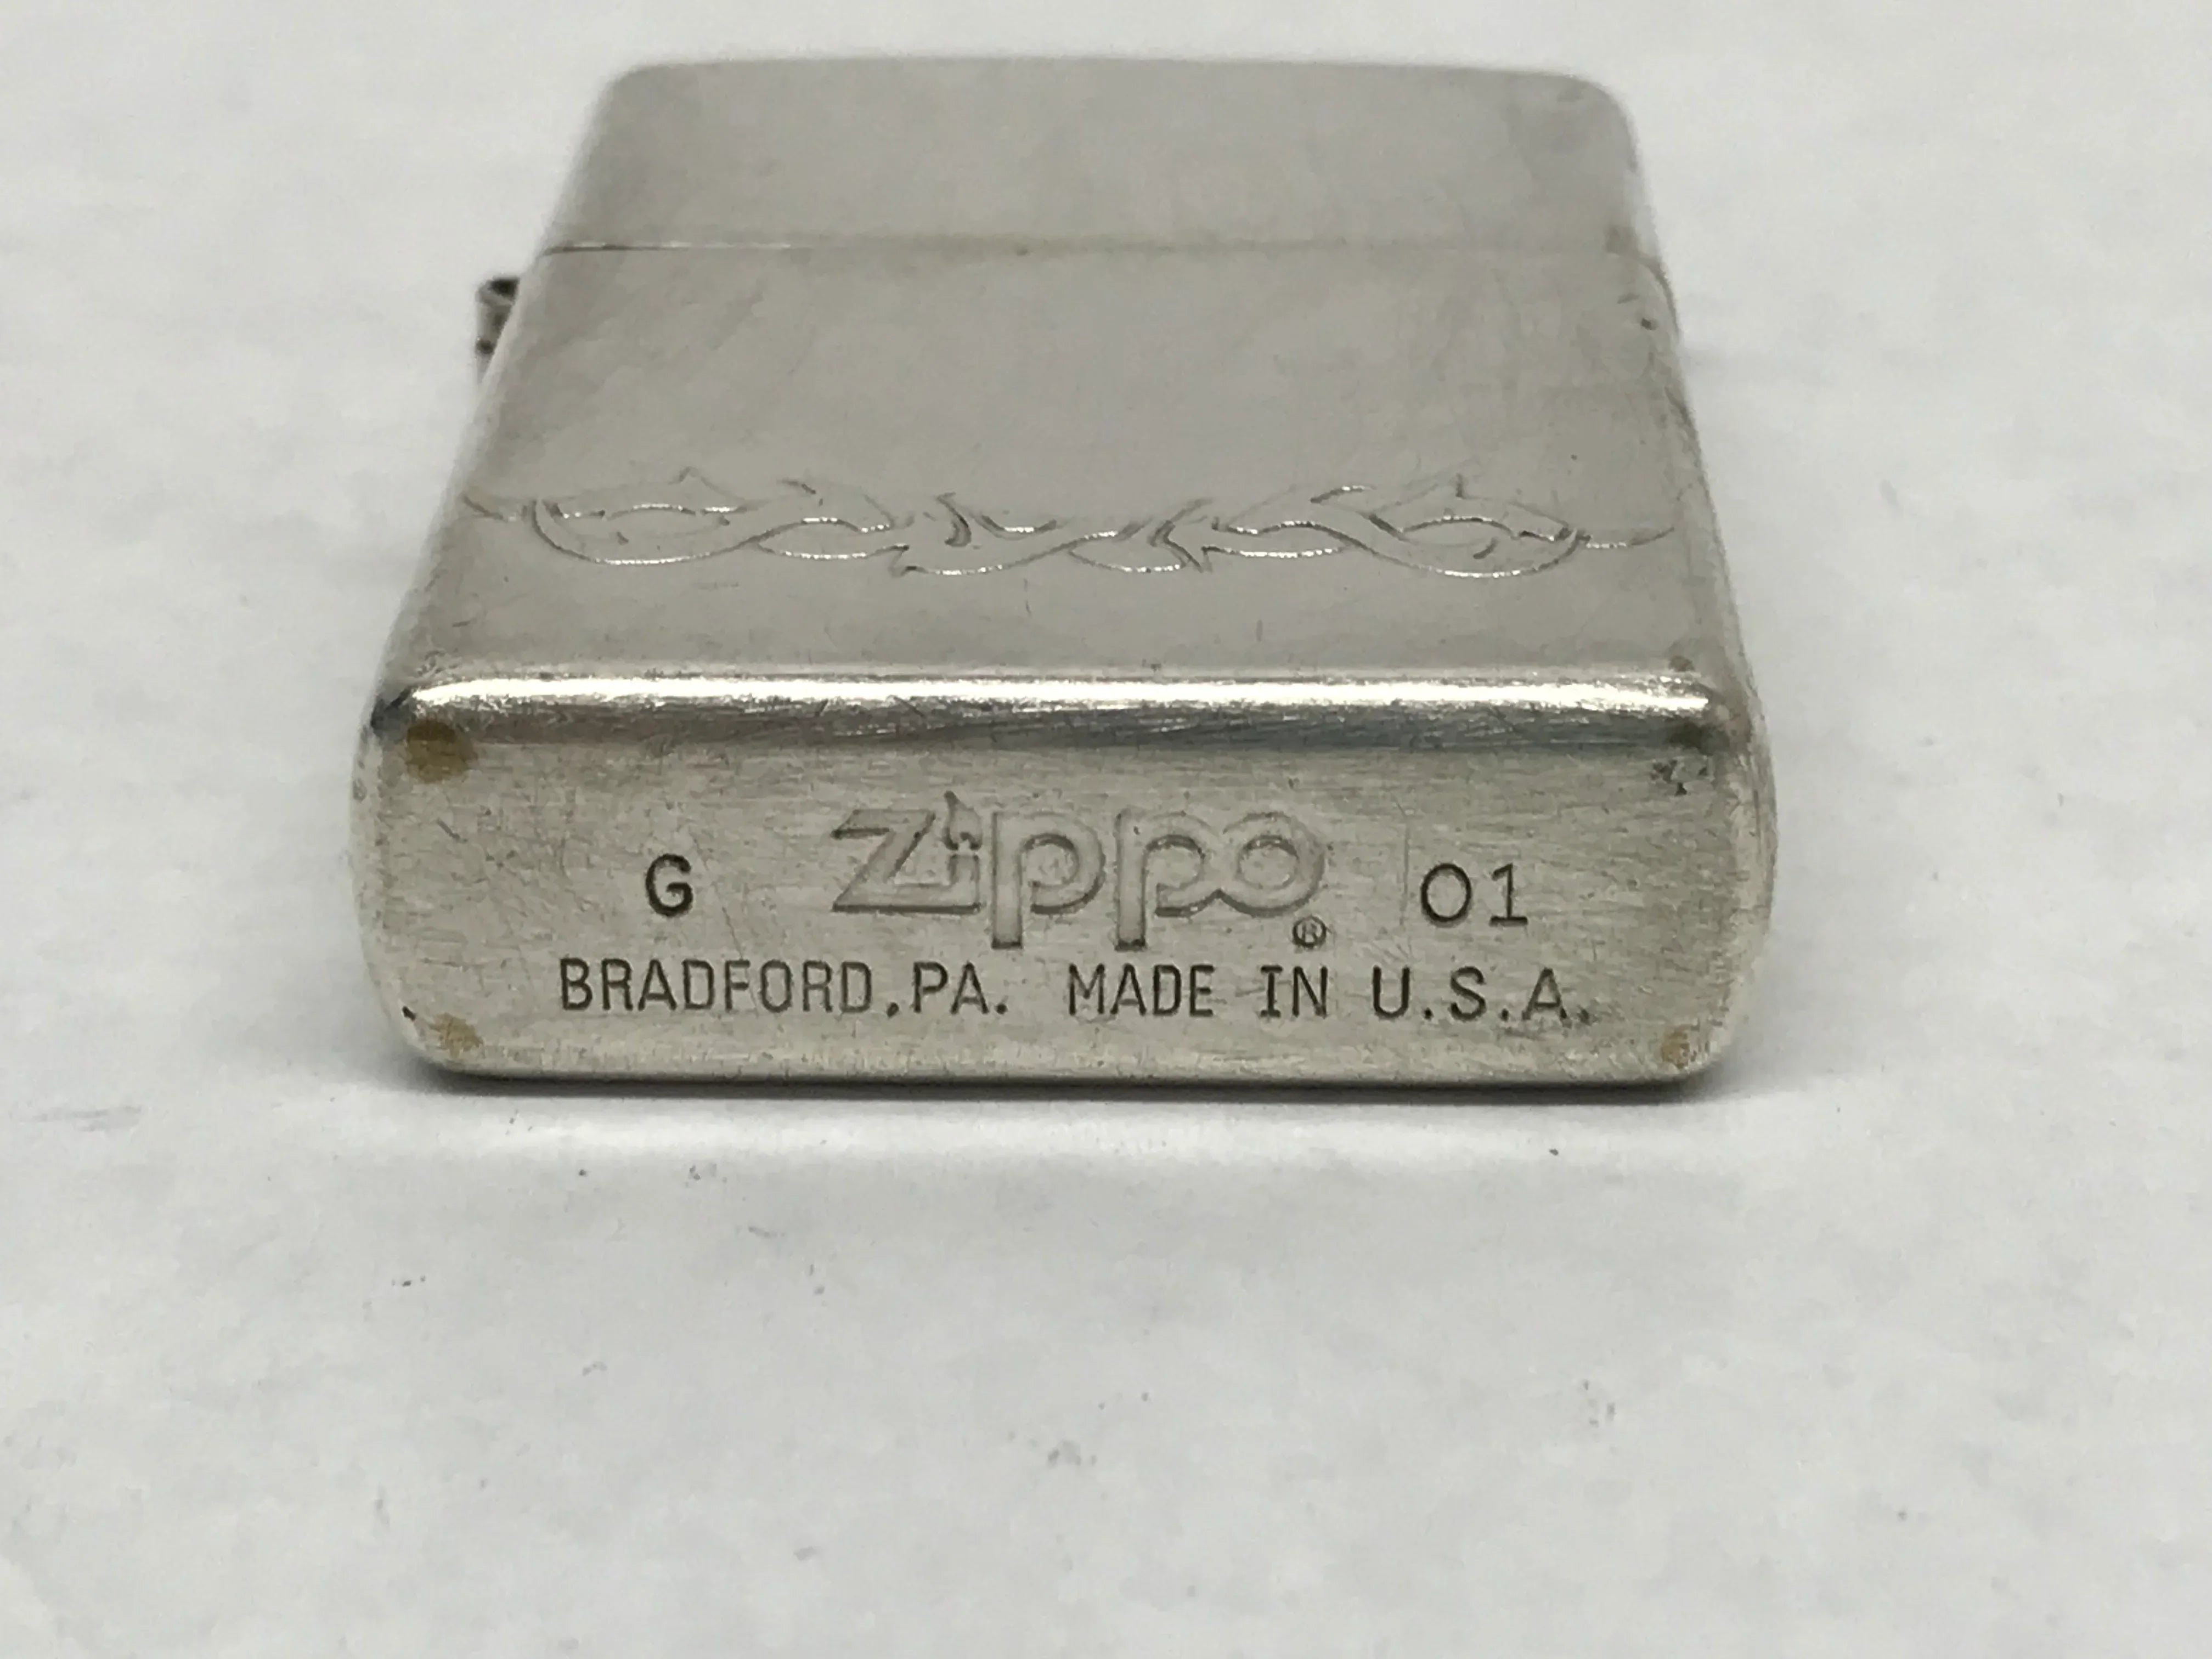 G Zippo® 01
BRADFORD,PA. MADE IN U.S.A.